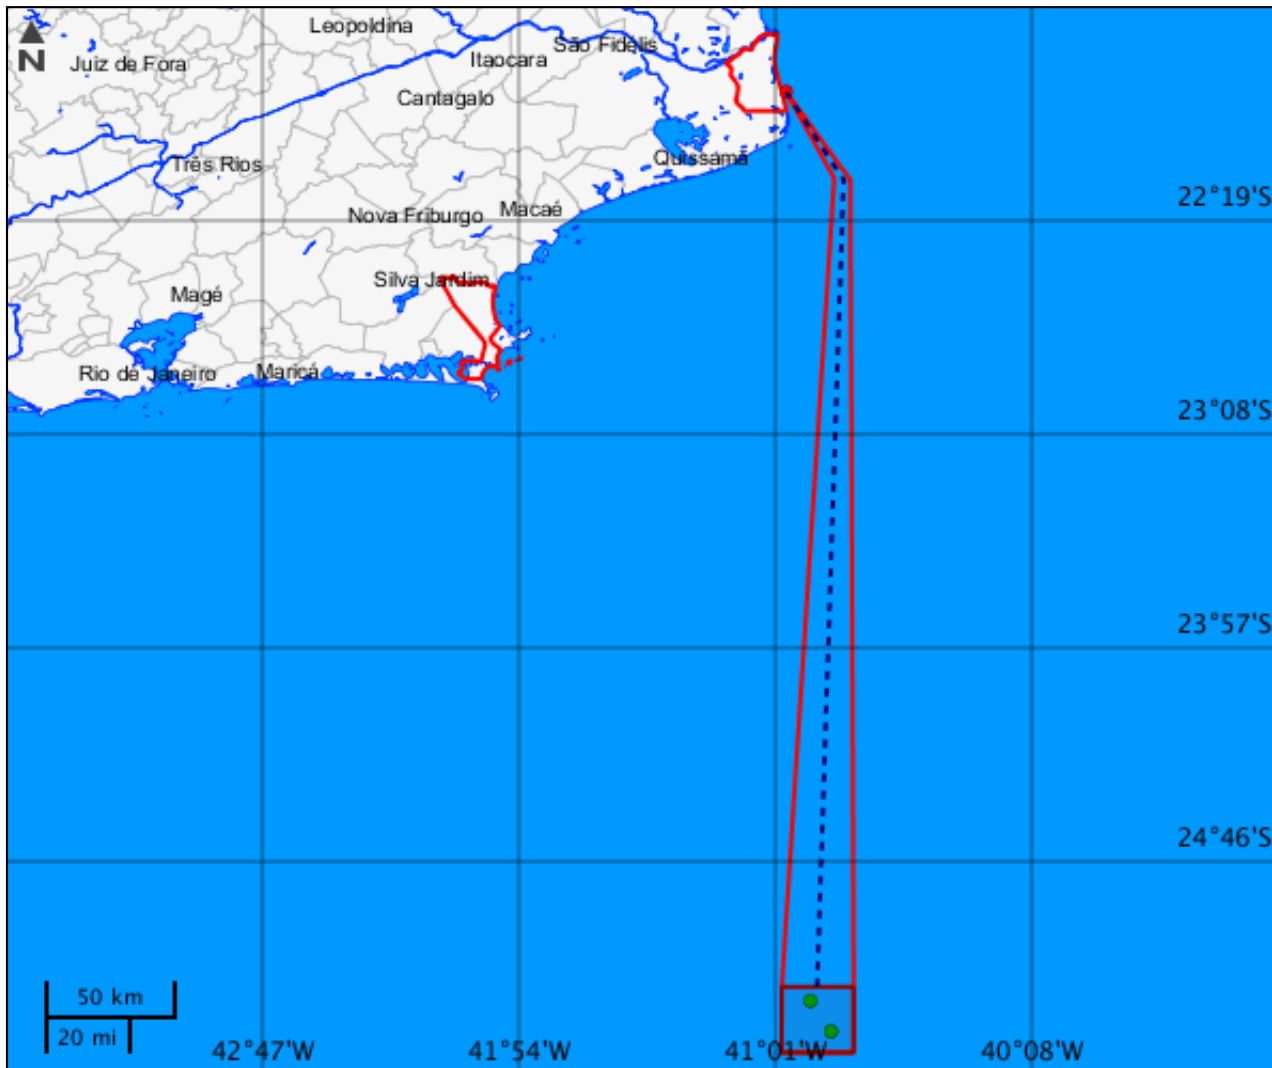 Leopoldina
São Fidélis
N
Juiz de Fora
Itaocara
Cantagalo
Três Rios
Quissamã
22°19'S
Nova Friburgo
Macaé
Silva Jardim
Magé
Rio de Janeiro
Maricá
23°08'S
23°57'S
24°46'S
50 km
20 mi
42°47'W
41°54'W
41°01'W
40°08'W